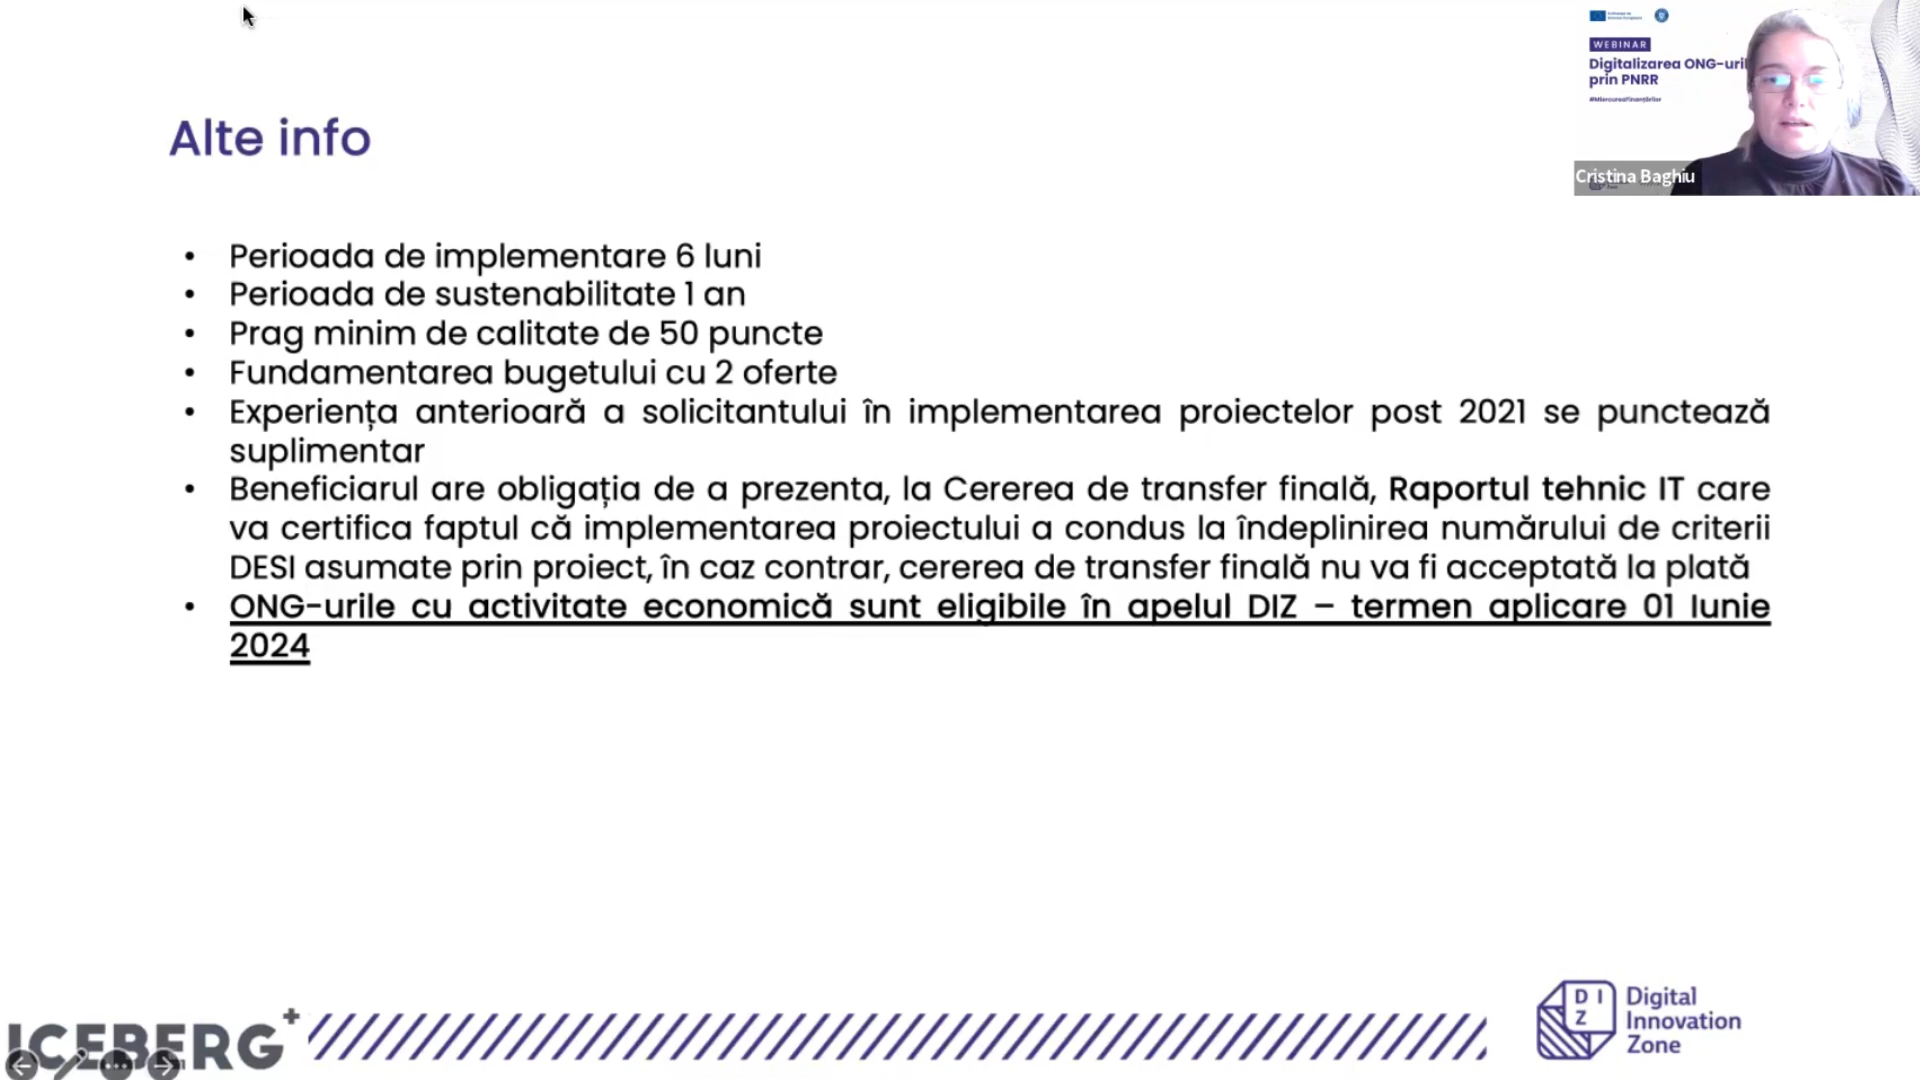 WEBINAR
Digitalizarea ONG-uril
prin PNRR
#MiercureaFinanțărilor
Cristina Baghiu
Alte info
• Perioada de implementare 6 luni
• Perioada de sustenabilitate 1 an
• Prag minim de calitate de 50 puncte
• Fundamentarea bugetului cu 2 oferte
• Experiența anterioară a solicitantului în implementarea proiectelor post 2021 se punctează
suplimentar
• Beneficiarul are obligația de a prezenta, la Cererea de transfer finală, Raportul tehnic IT care
va certifica faptul că implementarea proiectului a condus la îndeplinirea numărului de criterii
DESI asumate prin proiect, în caz contrar, cererea de transfer finală nu va fi acceptată la plată
• ONG-urile cu activitate economică sunt eligibile în apelul DIZ – termen aplicare 01 Iunie
2024
ICEBERG+
D I
Z
Digital
Innovation
Zone